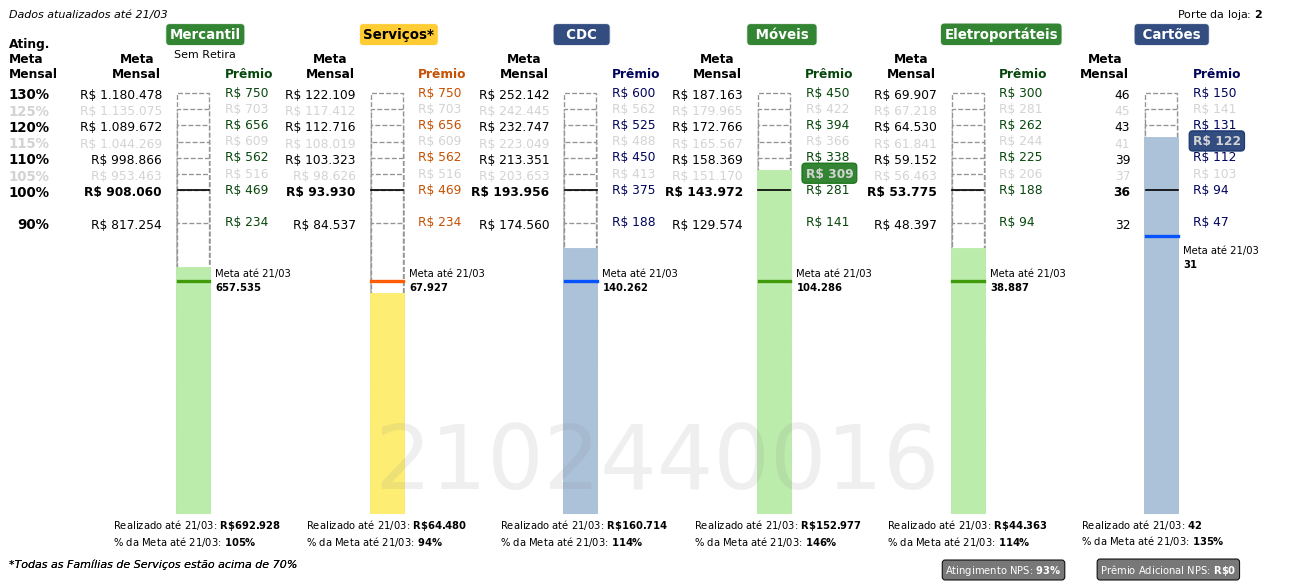 Dados atualizados até 21/03 Porte da loja: 2
Mercantil Serviços* CDC Móveis Eletroportáteis Cartões
Sem Retira
Ating. Meta Mensal Meta Mensal Prêmio Meta Mensal Prêmio Meta Mensal Prêmio Meta Mensal Prêmio Meta Mensal Prêmio Meta Mensal Prêmio
130% R$ 1.180.478 R$ 750 R$ 122.109 R$ 750 R$ 252.142 R$ 600 R$ 187.163 R$ 450 R$ 69.907 R$ 300 46 R$ 150
125% R$ 1.135.075 R$ 703 R$ 117.412 R$ 703 R$ 242.445 R$ 562 R$ 179.965 R$ 422 R$ 67.218 R$ 281 45 R$ 141
120% R$ 1.089.672 R$ 656 R$ 112.716 R$ 656 R$ 232.747 R$ 525 R$ 172.766 R$ 394 R$ 64.530 R$ 262 43 R$ 131
115% R$ 1.044.269 R$ 609 R$ 108.019 R$ 609 R$ 223.049 R$ 488 R$ 165.567 R$ 366 R$ 61.841 R$ 244 41 R$ 122
110% R$ 998.866 R$ 562 R$ 103.323 R$ 562 R$ 213.351 R$ 450 R$ 158.369 R$ 338 R$ 59.152 R$ 225 39 R$ 112
105% R$ 953.463 R$ 516 R$ 98.626 R$ 516 R$ 203.653 R$ 413 R$ 151.170 R$ 309 R$ 56.463 R$ 206 37 R$ 103
100% R$ 908.060 R$ 469 R$ 93.930 R$ 469 R$ 193.956 R$ 375 R$ 143.972 R$ 281 R$ 53.775 R$ 188 36 R$ 94
90% R$ 817.254 R$ 234 R$ 84.537 R$ 234 R$ 174.560 R$ 188 R$ 129.574 R$ 141 R$ 48.397 R$ 94 32 R$ 47
Meta até 21/03
31
Meta até 21/03 Meta até 21/03 Meta até 21/03 Meta até 21/03 Meta até 21/03
657.535 67.927 140.262 104.286 38.887
2102440016
Realizado até 21/03: R$692.928 Realizado até 21/03: R$64.480 Realizado até 21/03: R$160.714 Realizado até 21/03: R$152.977 Realizado até 21/03: R$44.363 Realizado até 21/03: 42
% da Meta até 21/03: 105% % da Meta até 21/03: 94% % da Meta até 21/03: 114% % da Meta até 21/03: 146% % da Meta até 21/03: 114% % da Meta até 21/03: 135%
*Todas as Famílias de Serviços estão acima de 70% Atingimento NPS: 93% Prêmio Adicional NPS: R$0